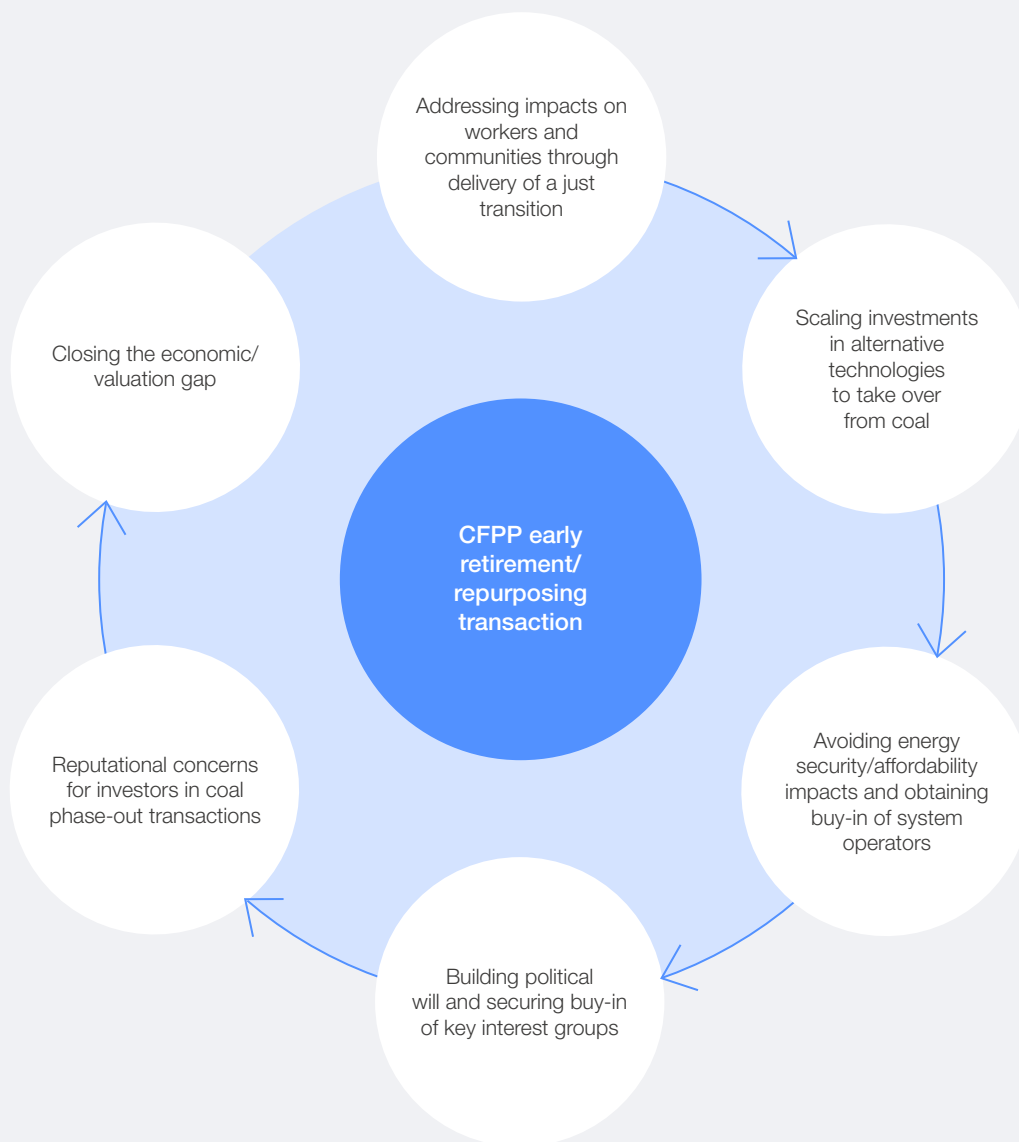 Addressing impacts on
workers and
communities through
delivery of a just
transition
Scaling investments
in alternative
technologies
to take over
from coal
Avoiding energy
security/affordability
impacts and obtaining
buy-in of system
operators
Building political
will and securing buy-in
of key interest groups
Reputational concerns
for investors in coal
phase-out transactions
Closing the economic/
valuation gap
CFPP early
retirement/
repurposing
transaction